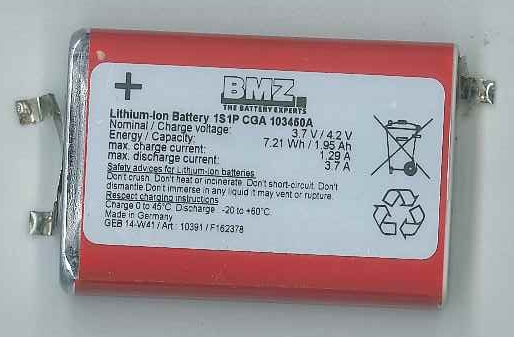 +
BMZ
THE BATTERY EXPERTS
Lithium-Ion Battery 1S1P CGA 103450A
Nominal / Charge voltage: 3.7 V / 4.2 V
Energy / Capacity: 7.21 Wh / 1.95 Ah
max. charge current: 1.29 A
max. discharge current: 3.7 A
Safety advices for Lithium-Ion batteries:
Don't crush. Don't heat or incinerate. Don't short-circuit. Don't
dismantle Don't immerse in any liquid it may vent or rupture.
Respect charging instructions
Charge 0 to 45°C Discharge : -20 to +60°C
Made in Germany
GEB 14-W41 / Art : 10391 / F162378